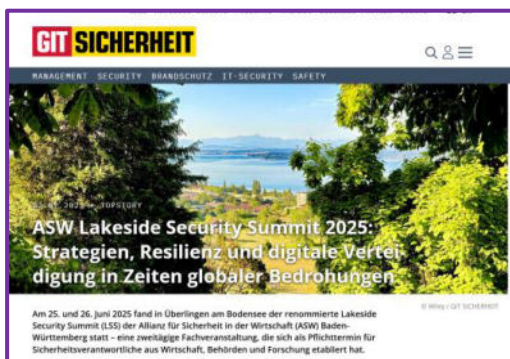 GIT SICHERHEIT
MANAGEMENT SECURITY BRANDSCHUTZ IT-SECURITY SAFETY
2025 • TOPSTORY
ASW Lakeside Security Summit 2025:
Strategien, Resilienz und digitale Vertei
digung in Zeiten globaler Bedrohungen
© Wiley / GIT SICHERHEIT
Am 25. und 26. Juni 2025 fand in Überlingen am Bodensee der renommierte Lakeside
Security Summit (LSS) der Allianz für Sicherheit in der Wirtschaft (ASW) Baden-
Württemberg statt – eine zweitägige Fachveranstaltung, die sich als Pflichttermin für
Sicherheitsverantwortliche aus Wirtschaft, Behörden und Forschung etabliert hat.